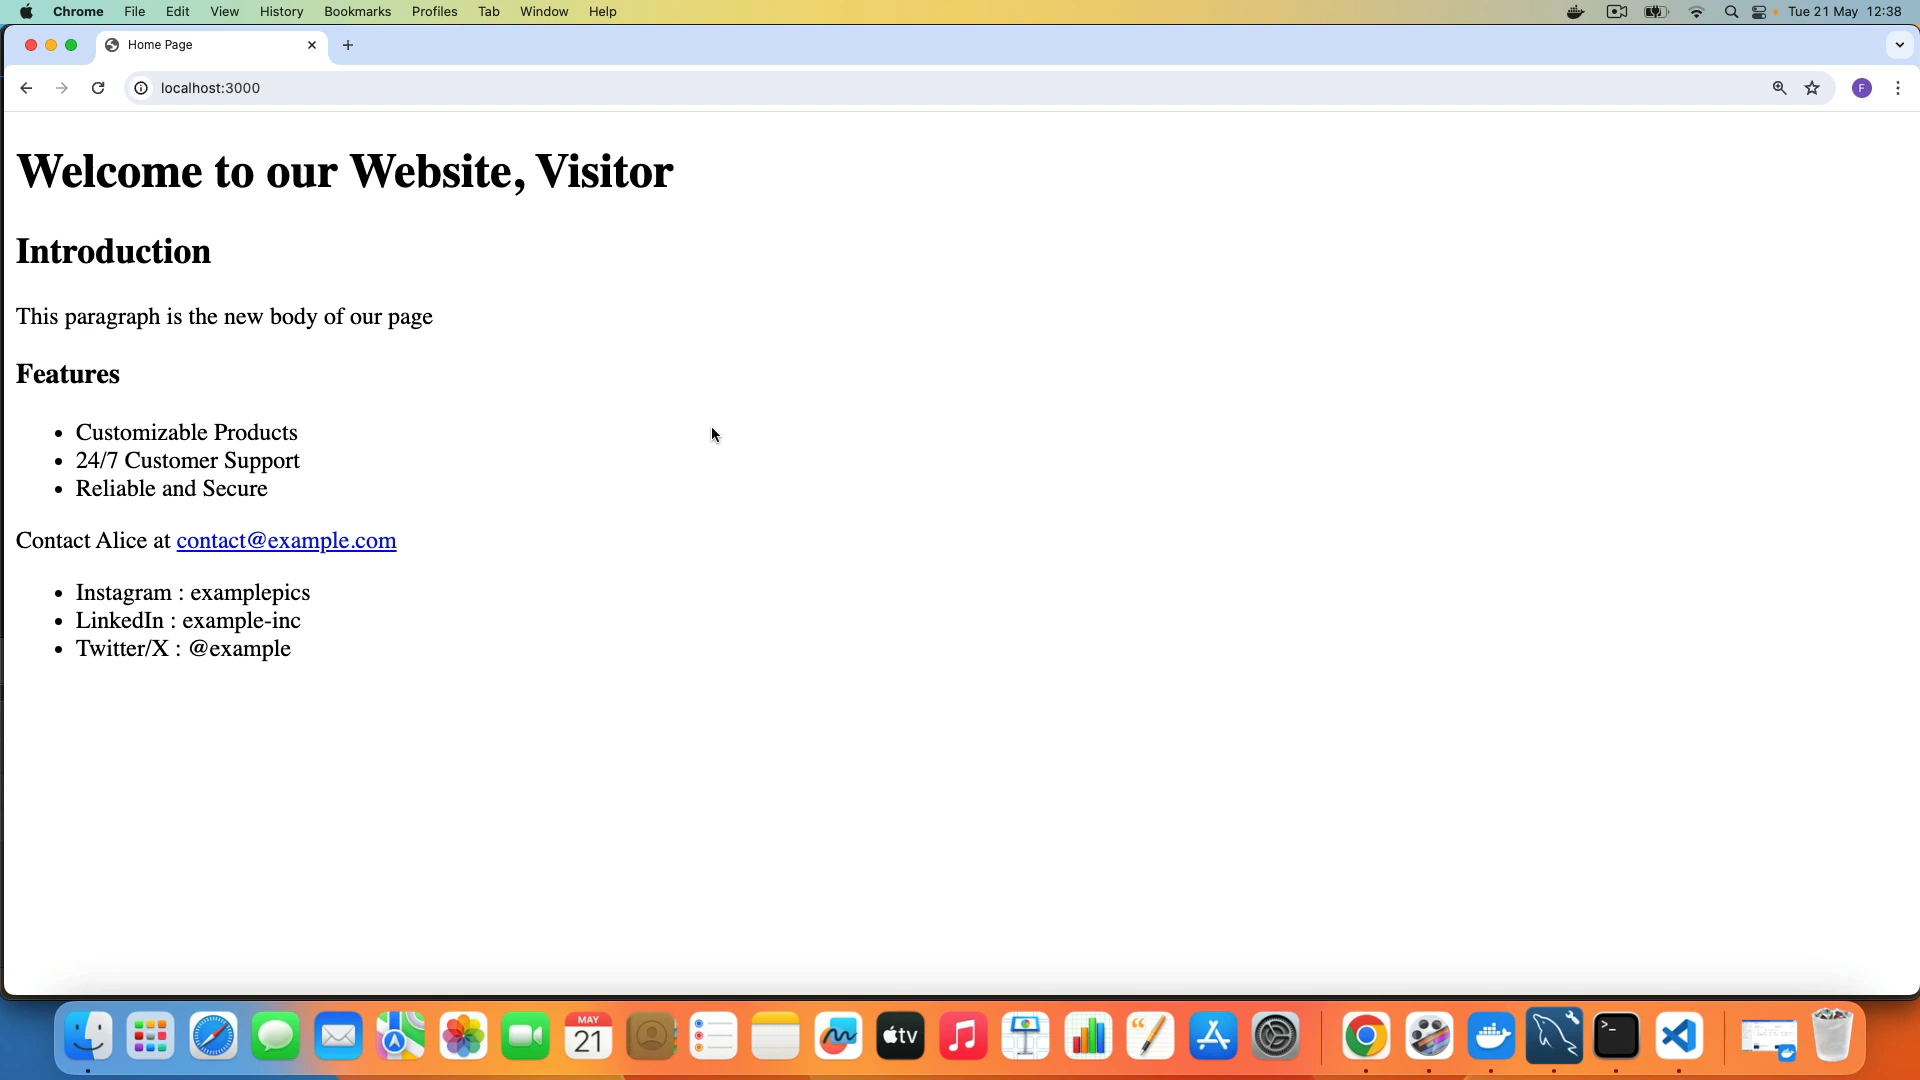 Chrome File Edit View History Bookmarks Profiles Tab Window Help Tue 21 May 12:38
Home Page
localhost:3000 F
Welcome to our Website, Visitor
Introduction
This paragraph is the new body of our page
Features
Customizable Products
24/7 Customer Support
Reliable and Secure
Contact Alice at contact@example.com
Instagram : examplepics
LinkedIn : example-inc
Twitter/X : @example
MAY
21
tv